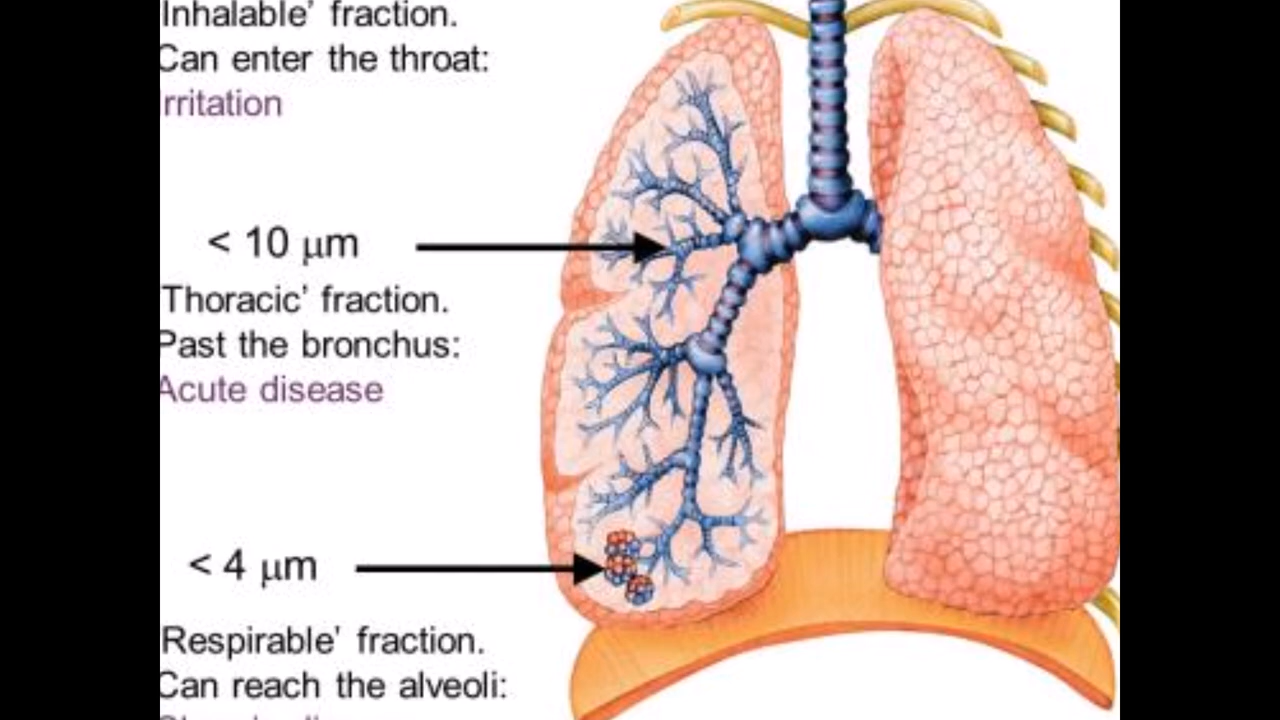 Inhalable’ fraction.
Can enter the throat:
rritation
< 10 μm
Thoracic’ fraction.
Past the bronchus:
Acute disease
< 4 μm
Respirable’ fraction.
Can reach the alveoli: